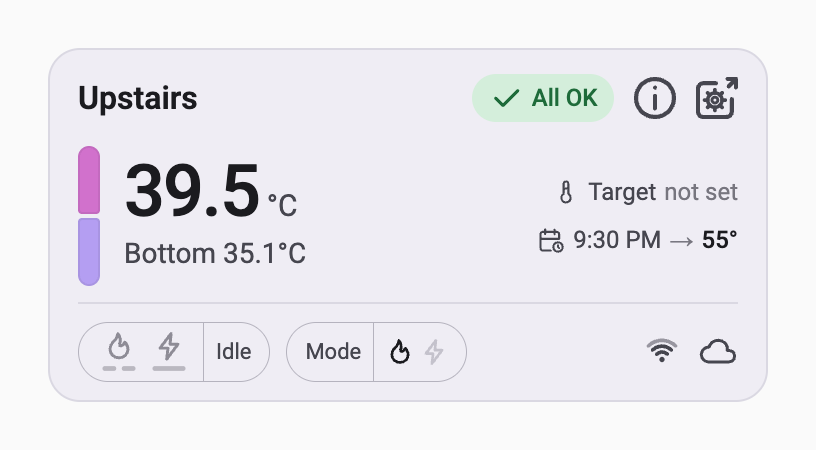 Upstairs
All OK
39.5 °C
Bottom 35.1°C
Target not set
9:30 PM → 55°
Idle
Mode